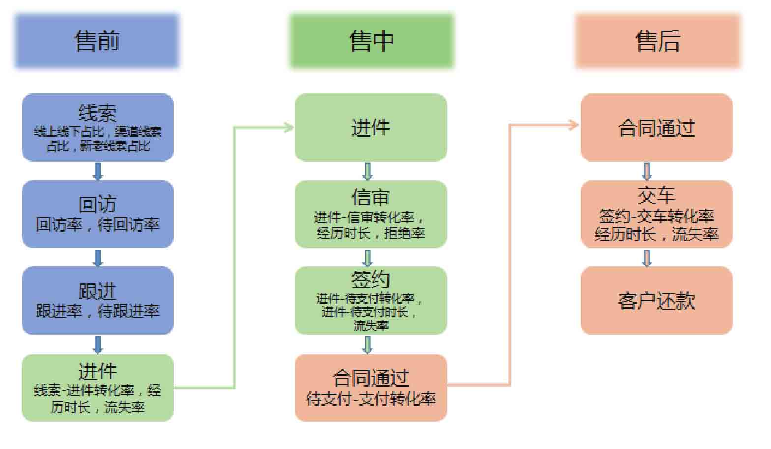 售前
线索
线上线下占比，渠道线索
占比，新老线索占比
回访
回访率，待回访率
跟进
跟进率，待跟进率
进件
线索-进件转化率，经
历时长，流失率
售中
进件
信审
进件-信审转化率，
经历时长，拒绝率
签约
进件-待支付转化率，
进件-待支付时长，
流失率
合同通过
待支付-支付转化率
售后
合同通过
交车
签约-交车转化率
经历时长，流失率
客户还款